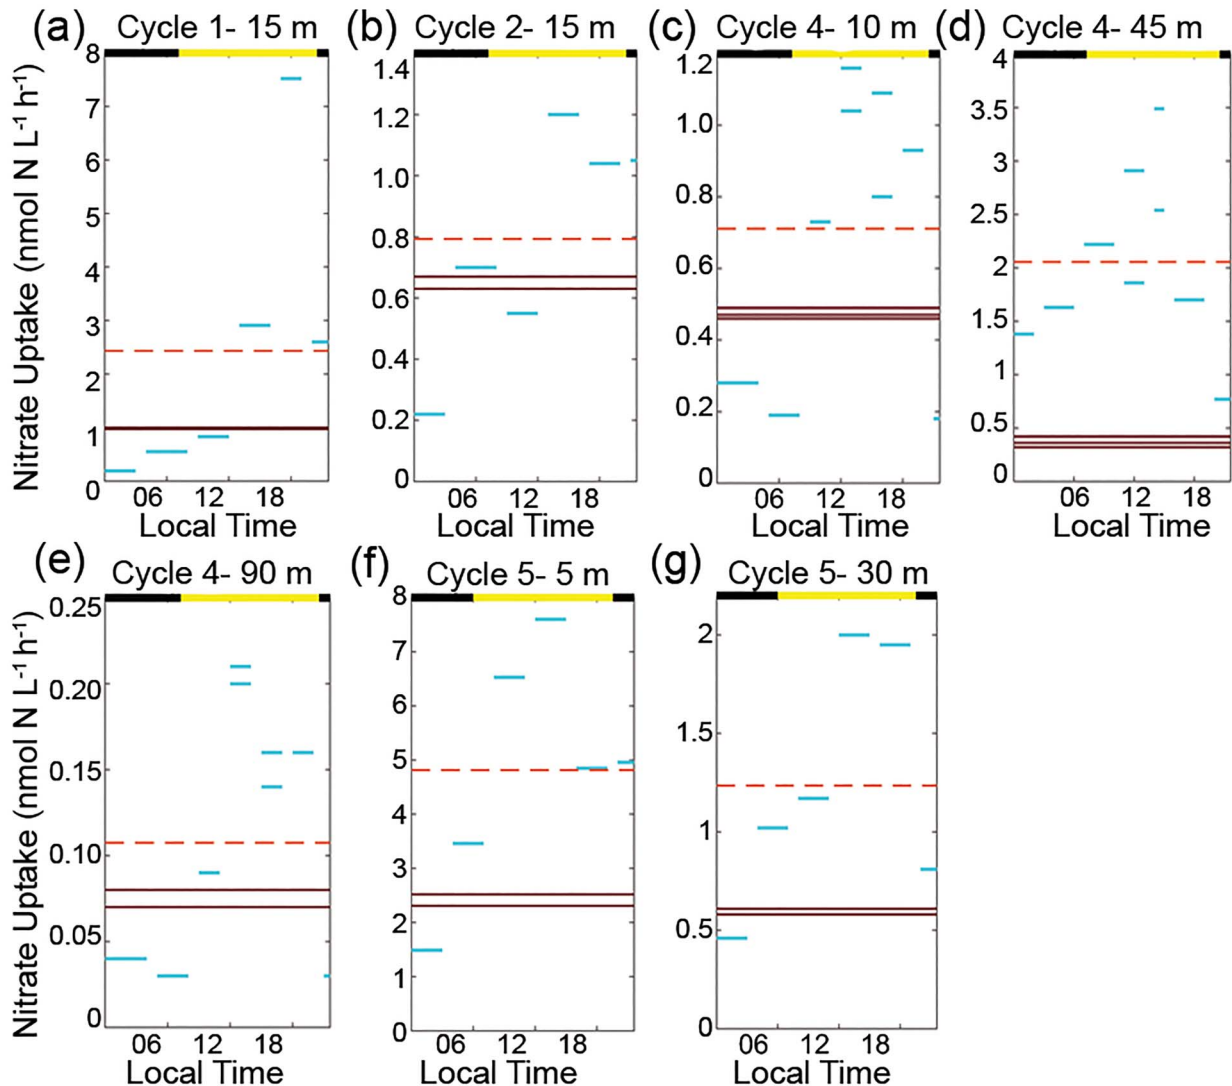 (a) Cycle 1- 15 m
Nitrate Uptake (nmol N L⁻¹ h⁻¹)
8
7
6
5
4
3
2
1
0
06 12 18
Local Time
(b) Cycle 2- 15 m
1.4
1.2
1.0
0.8
0.6
0.4
0.2
0
06 12 18
Local Time
(c) Cycle 4- 10 m
1.2
1.0
0.8
0.6
0.4
0.2
0
06 12 18
Local Time
(d) Cycle 4- 45 m
4
3.5
3
2.5
2
1.5
1
0.5
0
06 12 18
Local Time
(e) Cycle 4- 90 m
Nitrate Uptake (nmol N L⁻¹ h⁻¹)
0.25
0.20
0.15
0.10
0.05
0
06 12 18
Local Time
(f) Cycle 5- 5 m
8
7
6
5
4
3
2
1
0
06 12 18
Local Time
(g) Cycle 5- 30 m
2
1.5
1
0.5
0
06 12 18
Local Time